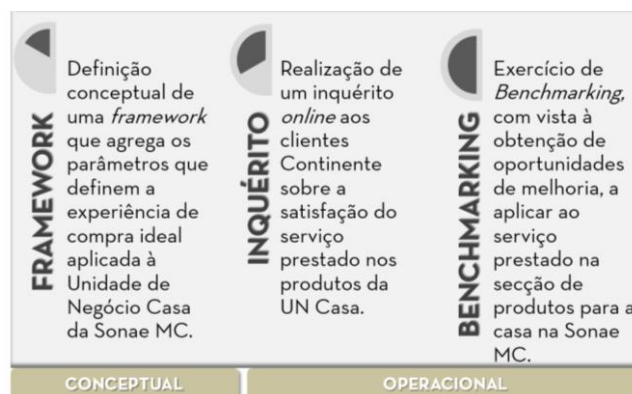 FRAMEWORK
Definição
conceptual de
uma framework
que agrega os
parâmetros que
definem a
experiência de
compra ideal
aplicada à
Unidade de
Negócio Casa
da Sonae MC.
INQUÉRITO
Realização de
um inquérito
online aos
clientes
Continente
sobre a
satisfação do
serviço
prestado nos
produtos da
UN Casa.
BENCHMARKING
Exercício de
Benchmarking,
com vista à
obtenção de
oportunidades
de melhoria, a
aplicar ao
serviço
prestado na
secção de
produtos para a
casa na Sonae
MC.
CONCEPTUAL
OPERACIONAL